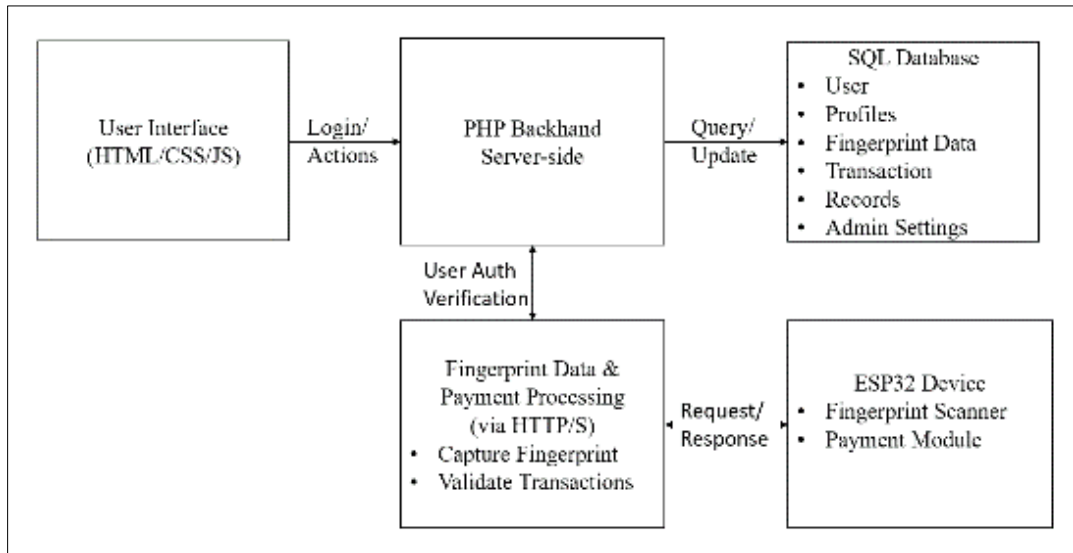 User Interface
(HTML/CSS/JS)
Login/
Actions
PHP Backhand
Server-side
Query/
Update
SQL Database
• User
• Profiles
• Fingerprint Data
• Transaction
• Records
• Admin Settings
User Auth
Verification
Fingerprint Data &
Payment Processing
(via HTTP/S)
• Capture Fingerprint
• Validate Transactions
Request/
Response
ESP32 Device
• Fingerprint Scanner
• Payment Module